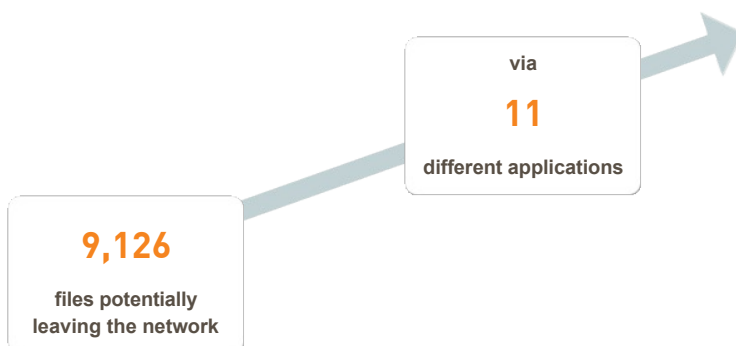 via
11
different applications
9,126
files potentially
leaving the network